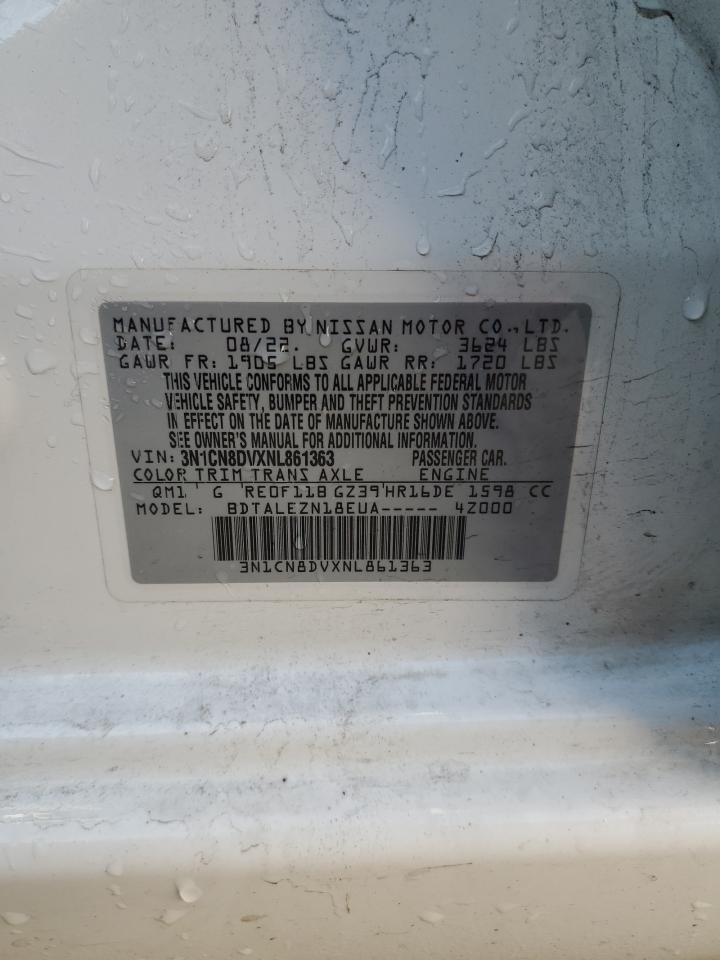 MANUFACTURED BY NISSAN MOTOR CO., LTD.
DATE: 08/22. GVWR: 3624 LBS
GAWR FR: 1905 LBS GAWR RR: 1720 LBS
THIS VEHICLE CONFORMS TO ALL APPLICABLE FEDERAL MOTOR
VEHICLE SAFETY, BUMPER AND THEFT PREVENTION STANDARDS
IN EFFECT ON THE DATE OF MANUFACTURE SHOWN ABOVE.
SEE OWNER'S MANUAL FOR ADDITIONAL INFORMATION.
VIN: 3N1CN8DVXNL861363 PASSENGER CAR.
COLOR TRIM TRANS AXLE ENGINE
QM1 G RE0F11B GZ39 HR16DE 1598 CC
MODEL: BDTALEZN18EUA----- 4Z000
3N1CN8DVXNL861363